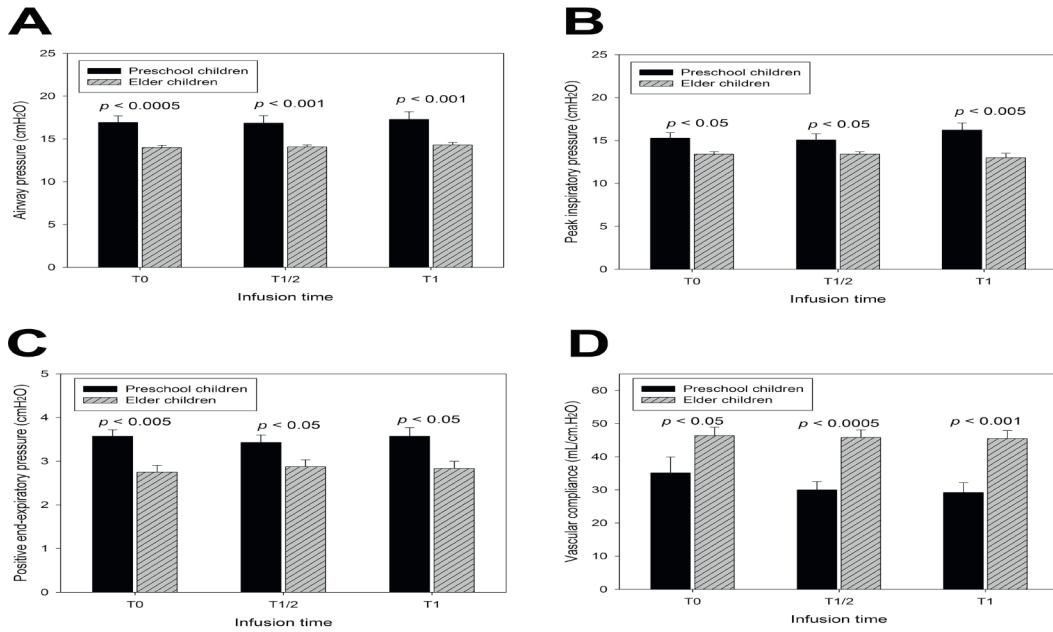 A
25
20
15
10
5
0
Airway pressure (cmH2O)
Preschool children
Elder children
p < 0.0005
p < 0.001
p < 0.001
T0
T1/2
T1
Infusion time
B
25
20
15
10
5
0
Peak inspiratory pressure (cmH2O)
Preschool children
Elder children
p < 0.05
p < 0.05
p < 0.005
T0
T1/2
T1
Infusion time
C
5
4
3
2
1
0
Positive end-expiratory pressure (cmH2O)
Preschool children
Elder children
p < 0.005
p < 0.05
p < 0.05
T0
T1/2
T1
Infusion time
D
60
50
40
30
20
10
0
Vascular compliance (mL/cm.H2O)
Preschool children
Elder children
p < 0.05
p < 0.0005
p < 0.001
T0
T1/2
T1
Infusion time